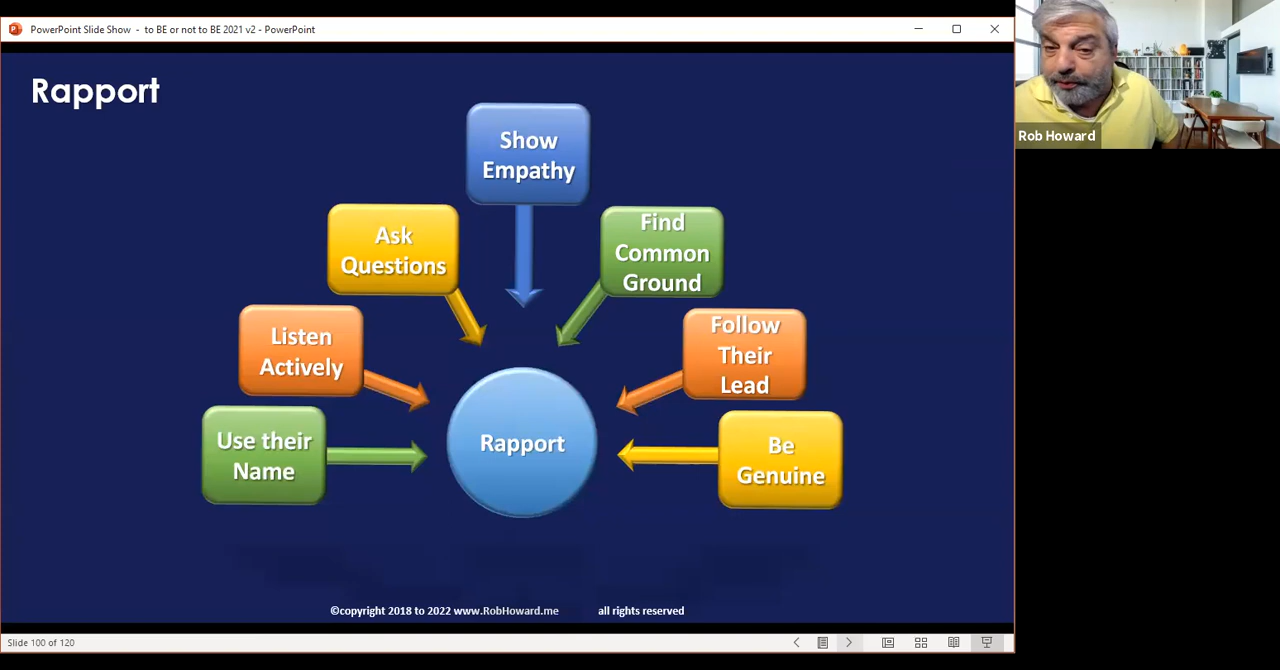 PowerPoint Slide Show - to BE or not to BE 2021 v2 - PowerPoint
Rob Howard
Rapport
Show
Empathy
Ask
Questions
Find
Common
Ground
Listen
Actively
Follow
Their
Lead
Use their
Name
Be
Genuine
Rapport
©copyright 2018 to 2022 www.RobHoward.me all rights reserved
Slide 100 of 120